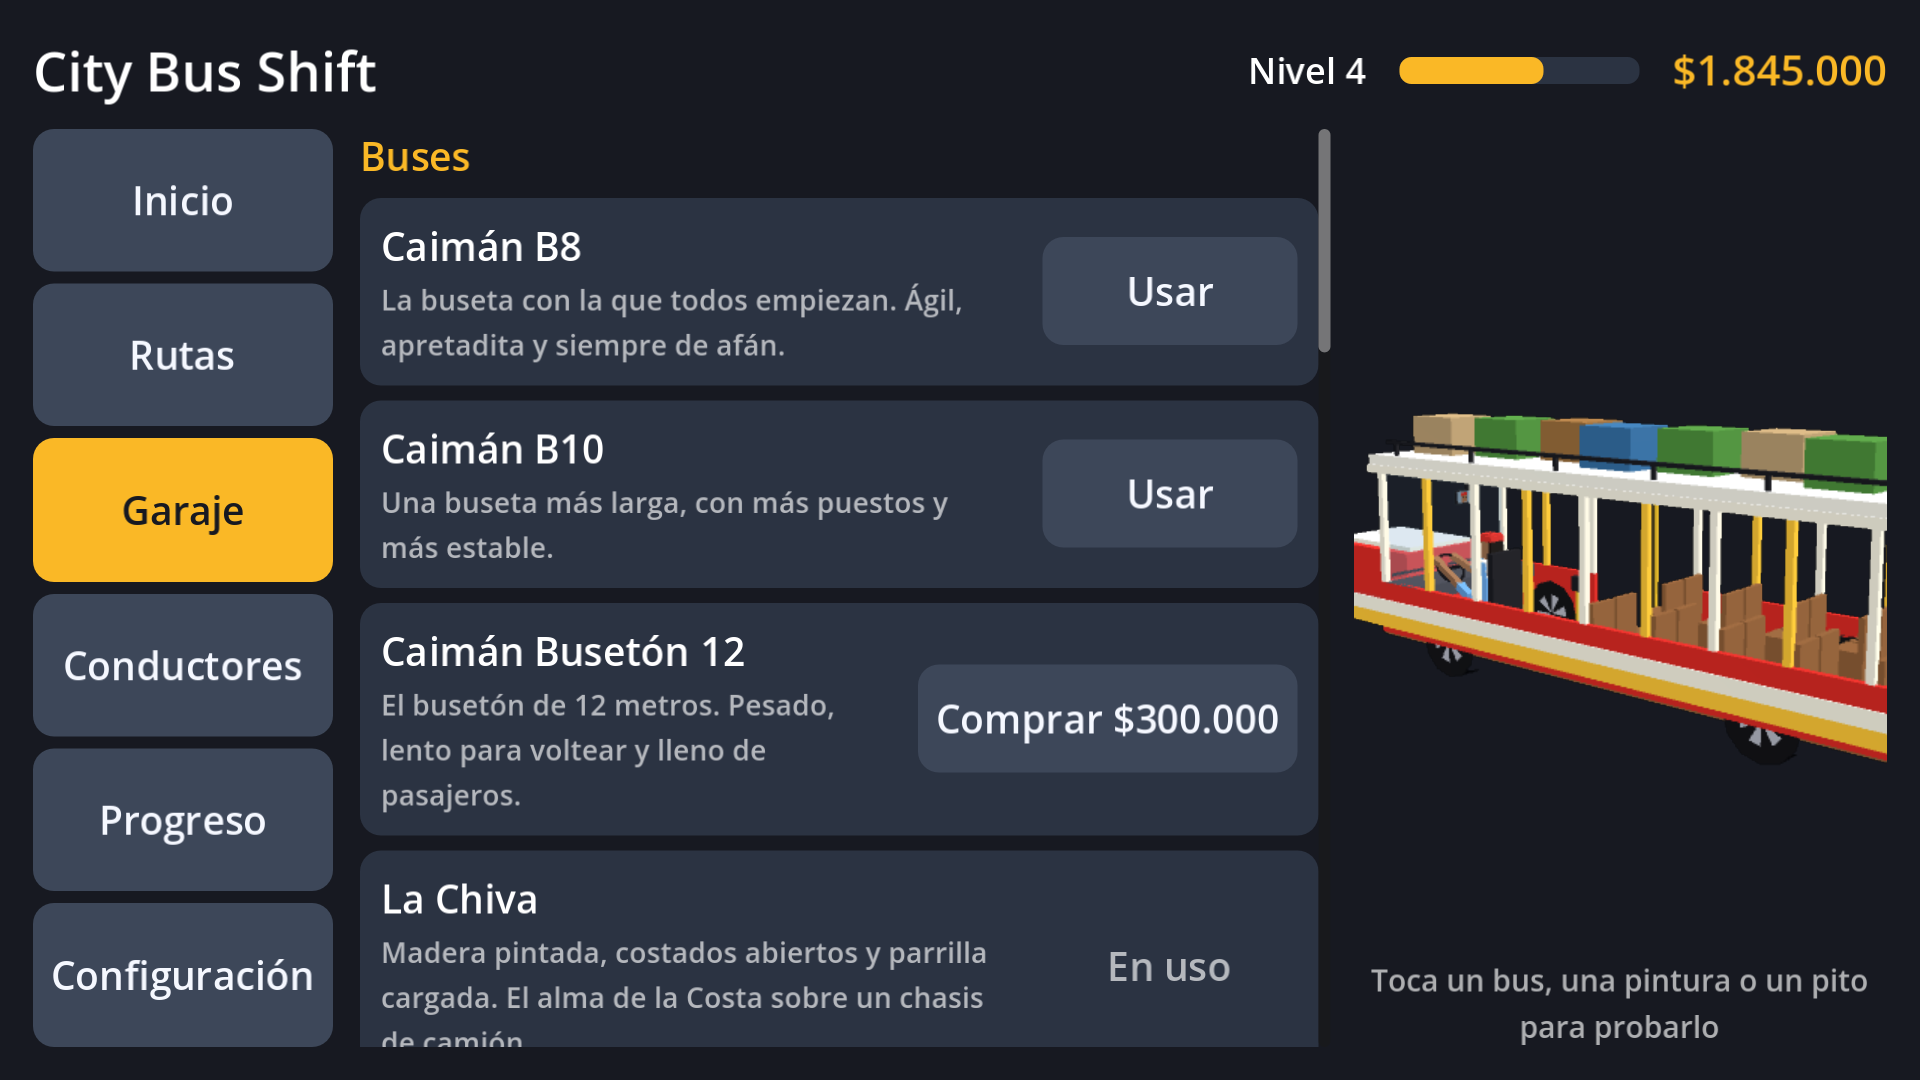 City Bus Shift
Nivel 4
$1.845.000
Inicio
Rutas
Garaje
Conductores
Progreso
Configuración
Buses
Caimán B8
La buseta con la que todos empiezan. Ágil,
apretadita y siempre de afán.
Usar
Caimán B10
Una buseta más larga, con más puestos y
más estable.
Usar
Caimán Busetón 12
El busetón de 12 metros. Pesado,
lento para voltear y lleno de
pasajeros.
Comprar $300.000
La Chiva
Madera pintada, costados abiertos y parrilla
cargada. El alma de la Costa sobre un chasis
de camión.
En uso
Toca un bus, una pintura o un pito
para probarlo